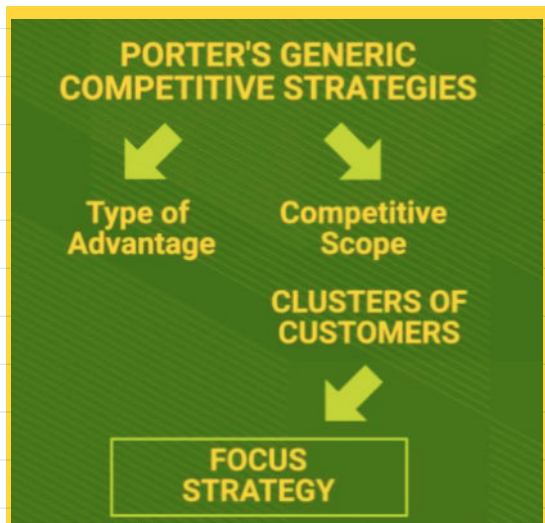 PORTER'S GENERIC
COMPETITIVE STRATEGIES
Type of
Advantage
Competitive
Scope
CLUSTERS OF
CUSTOMERS
FOCUS
STRATEGY